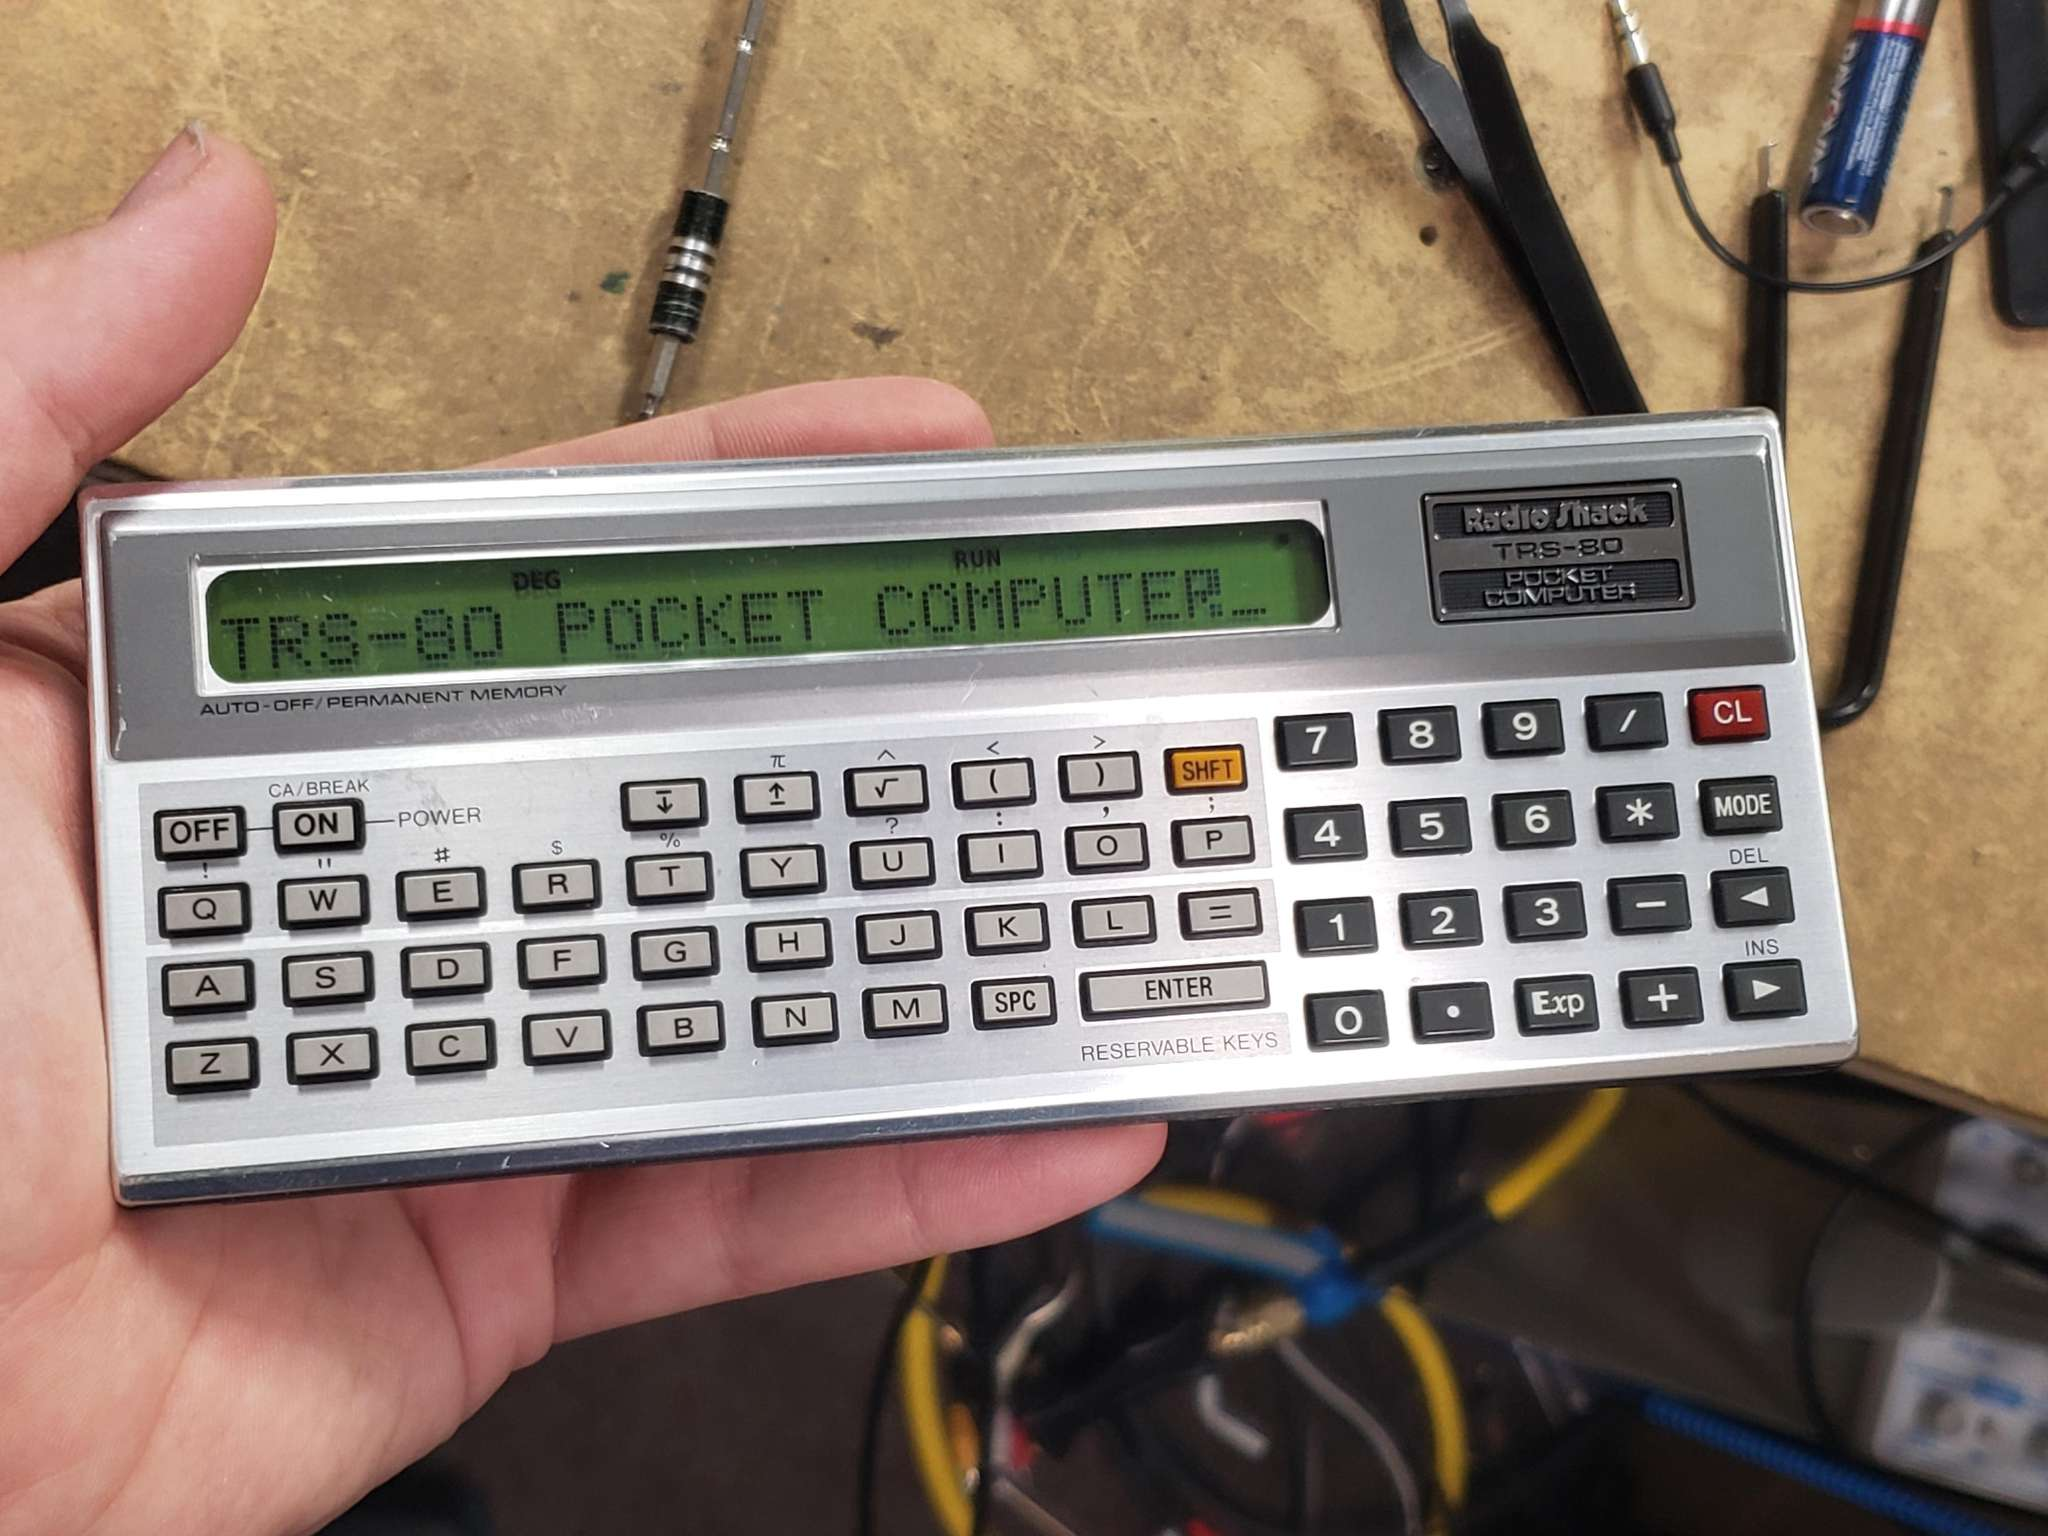 Radio Shack
TRS-80
POCKET
COMPUTER
DEG RUN
TRS-80 POCKET COMPUTER_
AUTO-OFF/PERMANENT MEMORY
CA/BREAK
OFF ON POWER
π ^ < >
↓ ↑ √ ( ) SHFT
! " # $ % ? : , ;
Q W E R T Y U I O P
A S D F G H J K L =
Z X C V B N M SPC ENTER
RESERVABLE KEYS
7 8 9 / CL
4 5 6 * MODE
DEL
1 2 3 − ◀
INS
0 . Exp + ▶